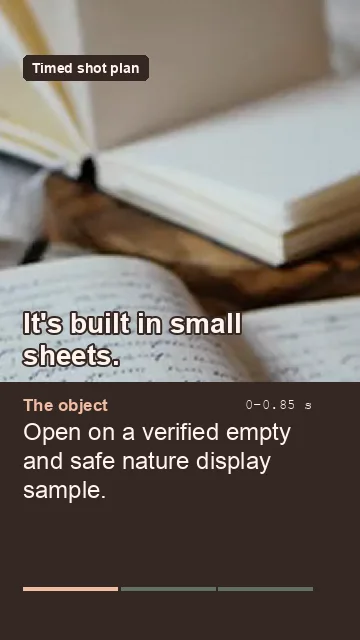 Timed shot plan
It's built in small
sheets.
The object
0–0.85 s
Open on a verified empty
and safe nature display
sample.